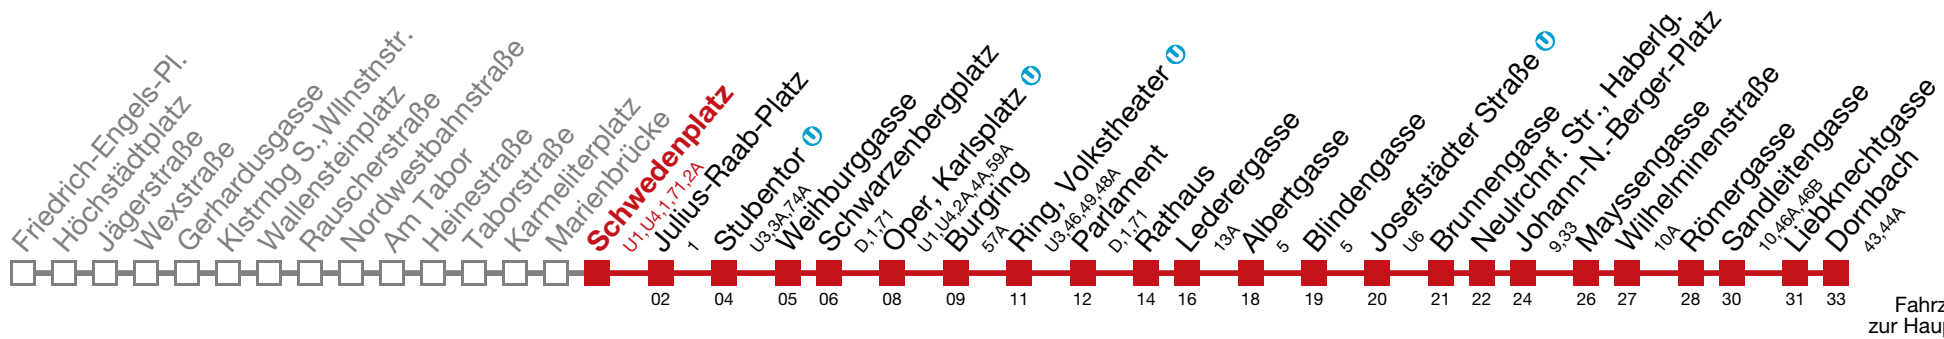 Friedrich-Engels-Pl.
Höchstädtplatz
Jägerstraße
Wexstraße
Gerhardusgasse
Klstrnbg S., Wllnstnstr.
Wallensteinplatz
Rauscherstraße
Nordwestbahnstraße
Am Tabor
Heinestraße
Taborstraße
Karmeliterplatz
Marienbrücke
Schwedenplatz
U1,U4,1,71,2A
Julius-Raab-Platz
1
Stubentor U
U3,3A,74A
Weihburggasse
Schwarzenbergplatz
D,1,71
Oper, Karlsplatz U
U1,U4,2A,4A,59A
Burgring
57A
Ring, Volkstheater U
U3,46,49,48A
Parlament
D,1,71
Rathaus
Lederergasse
13A
Albertgasse
5
Blindengasse
5
Josefstädter Straße U
U6
Brunnengasse
Neulrchnf. Str., Haberlg.
Johann-N.-Berger-Platz
9,33
Mayssengasse
Wilhelminenstraße
10A
Römergasse
Sandleitengasse
10,46A,46B
Liebknechtgasse
Dornbach
43,44A
02 04 05 06 08 09 11 12 14 16 18 19 20 21 22 24 26 27 28 30 31 33
Fahrz
zur Haup